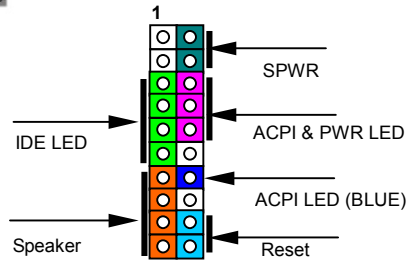 1
SPWR
IDE LED
ACPI & PWR LED
ACPI LED (BLUE)
Speaker
Reset